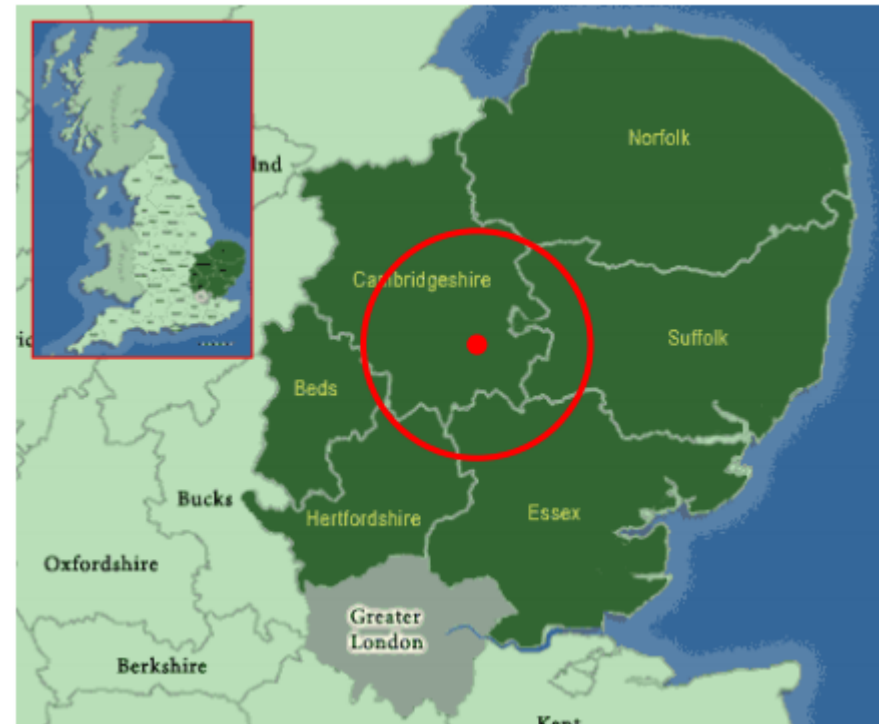 Norfolk
Cambridgeshire
Suffolk
Beds
Bucks
Hertfordshire
Essex
Oxfordshire
Greater
London
Berkshire